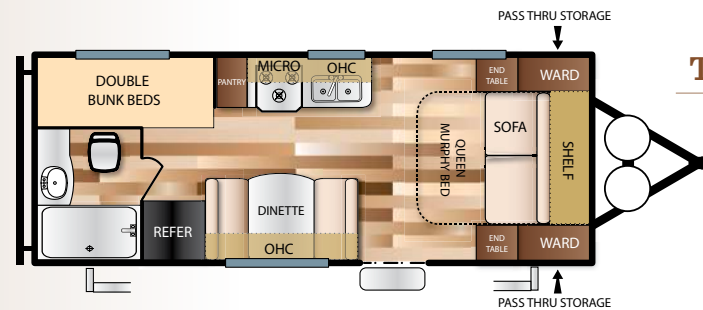 PASS THRU STORAGE
T
DOUBLE
BUNK BEDS
PANTRY
MICRO
OHC
END
TABLE
WARD
QUEEN
MURPHY BED
SOFA
SHELF
DINETTE
OHC
REFER
END
TABLE
WARD
PASS THRU STORAGE